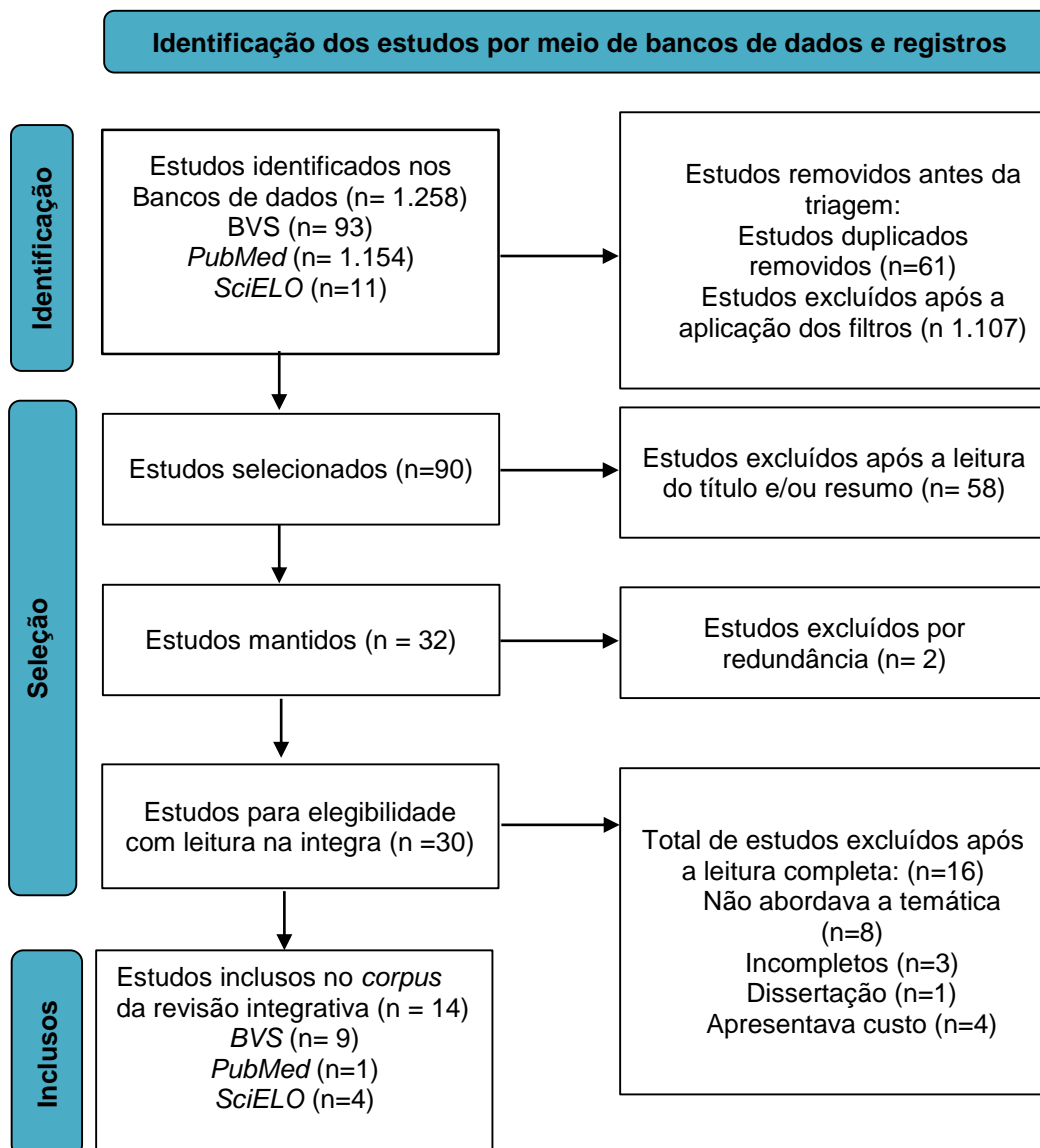 Identificação dos estudos por meio de bancos de dados e registros
Identificação
Estudos identificados nos
Bancos de dados (n= 1.258)
BVS (n= 93)
PubMed (n= 1.154)
SciELO (n=11)
Estudos removidos antes da
triagem:
Estudos duplicados
removidos (n=61)
Estudos excluídos após a
aplicação dos filtros (n 1.107)
Seleção
Estudos selecionados (n=90)
Estudos excluídos após a leitura
do título e/ou resumo (n= 58)
Estudos mantidos (n = 32)
Estudos excluídos por
redundância (n= 2)
Estudos para elegibilidade
com leitura na integra (n =30)
Total de estudos excluídos após
a leitura completa: (n=16)
Não abordava a temática
(n=8)
Incompletos (n=3)
Dissertação (n=1)
Apresentava custo (n=4)
Inclusos
Estudos inclusos no corpus
da revisão integrativa (n = 14)
BVS (n= 9)
PubMed (n=1)
SciELO (n=4)